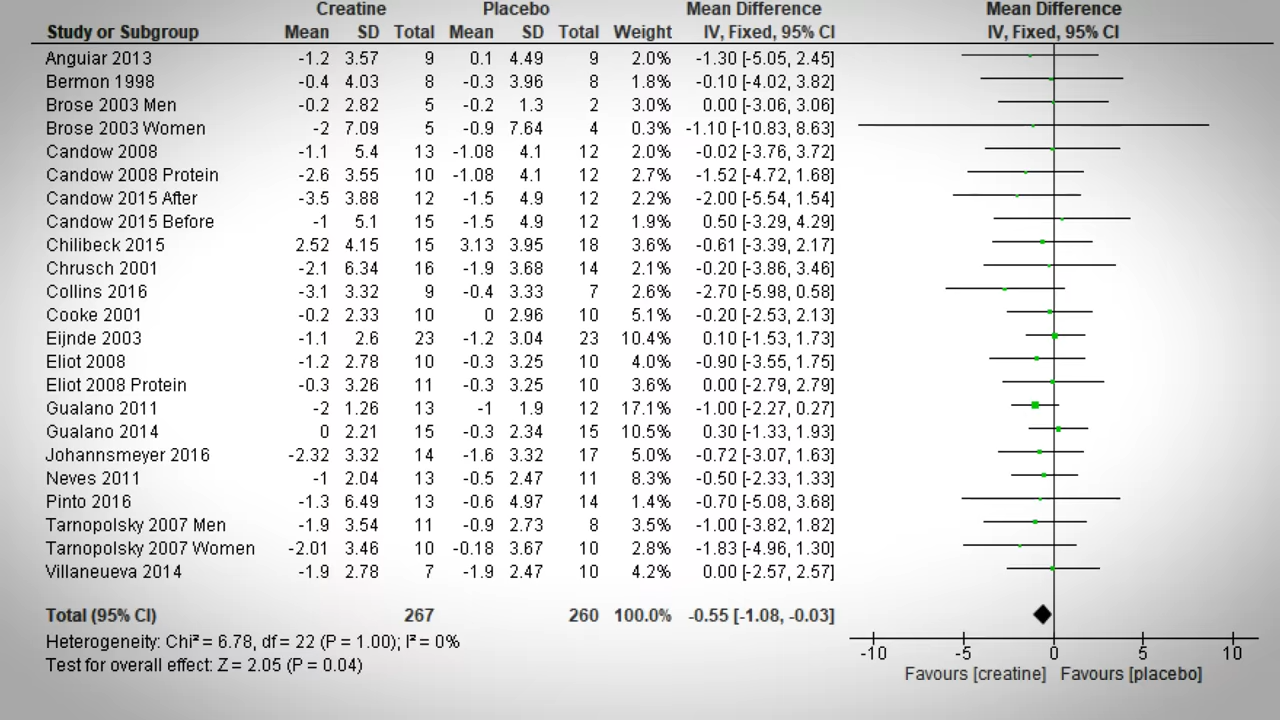 Creatine Placebo Mean Difference Mean Difference
Study or Subgroup Mean SD Total Mean SD Total Weight IV, Fixed, 95% CI IV, Fixed, 95% CI
Anguiar 2013 -1.2 3.57 9 0.1 4.49 9 2.0% -1.30 [-5.05, 2.45]
Bermon 1998 -0.4 4.03 8 -0.3 3.96 8 1.8% -0.10 [-4.02, 3.82]
Brose 2003 Men -0.2 2.82 5 -0.2 1.3 2 3.0% 0.00 [-3.06, 3.06]
Brose 2003 Women -2 7.09 5 -0.9 7.64 4 0.3% -1.10 [-10.83, 8.63]
Candow 2008 -1.1 5.4 13 -1.08 4.1 12 2.0% -0.02 [-3.76, 3.72]
Candow 2008 Protein -2.6 3.55 10 -1.08 4.1 12 2.7% -1.52 [-4.72, 1.68]
Candow 2015 After -3.5 3.88 12 -1.5 4.9 12 2.2% -2.00 [-5.54, 1.54]
Candow 2015 Before -1 5.1 15 -1.5 4.9 12 1.9% 0.50 [-3.29, 4.29]
Chilibeck 2015 2.52 4.15 15 3.13 3.95 18 3.6% -0.61 [-3.39, 2.17]
Chrusch 2001 -2.1 6.34 16 -1.9 3.68 14 2.1% -0.20 [-3.86, 3.46]
Collins 2016 -3.1 3.32 9 -0.4 3.33 7 2.6% -2.70 [-5.98, 0.58]
Cooke 2001 -0.2 2.33 10 0 2.96 10 5.1% -0.20 [-2.53, 2.13]
Eijnde 2003 -1.1 2.6 23 -1.2 3.04 23 10.4% 0.10 [-1.53, 1.73]
Eliot 2008 -1.2 2.78 10 -0.3 3.25 10 4.0% -0.90 [-3.55, 1.75]
Eliot 2008 Protein -0.3 3.26 11 -0.3 3.25 10 3.6% 0.00 [-2.79, 2.79]
Gualano 2011 -2 1.26 13 -1 1.9 12 17.1% -1.00 [-2.27, 0.27]
Gualano 2014 0 2.21 15 -0.3 2.34 15 10.5% 0.30 [-1.33, 1.93]
Johannsmeyer 2016 -2.32 3.32 14 -1.6 3.32 17 5.0% -0.72 [-3.07, 1.63]
Neves 2011 -1 2.04 13 -0.5 2.47 11 8.3% -0.50 [-2.33, 1.33]
Pinto 2016 -1.3 6.49 13 -0.6 4.97 14 1.4% -0.70 [-5.08, 3.68]
Tarnopolsky 2007 Men -1.9 3.54 11 -0.9 2.73 8 3.5% -1.00 [-3.82, 1.82]
Tarnopolsky 2007 Women -2.01 3.46 10 -0.18 3.67 10 2.8% -1.83 [-4.96, 1.30]
Villaneueva 2014 -1.9 2.78 7 -1.9 2.47 10 4.2% 0.00 [-2.57, 2.57]
Total (95% CI) 267 260 100.0% -0.55 [-1.08, -0.03]
Heterogeneity: Chi² = 6.78, df = 22 (P = 1.00); I² = 0%
Test for overall effect: Z = 2.05 (P = 0.04)
-10 -5 0 5 10
Favours [creatine] Favours [placebo]